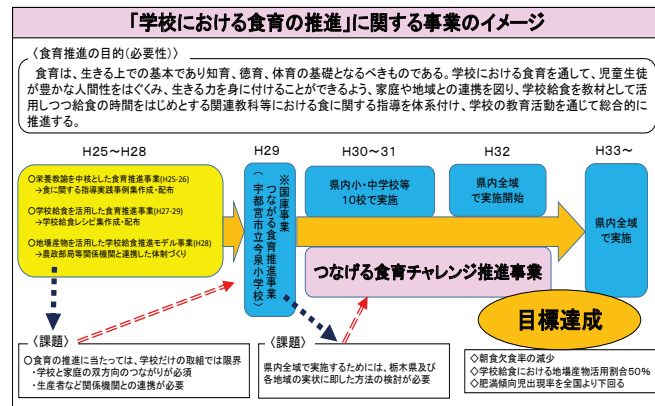 「学校における食育の推進」に関する事業のイメージ
〈食育推進の目的(必要性)〉
食育は、生きる上での基本であり知育、徳育、体育の基礎となるべきものである。学校における食育を通して、児童生徒
が豊かな人間性をはぐくみ、生きる力を身に付けることができるよう、家庭や地域との連携を図り、学校給食を教材として活
用しつつ給食の時間をはじめとする関連教科等における食に関する指導を体系付け、学校の教育活動を通じて総合的に
推進する。
H25～H28
H29
H30～31
H32
H33～
〇栄養教諭を中核とした食育推進事業(H25-26)
→食に関する指導実践事例集作成・配布
〇学校給食を活用した食育推進事業(H27-29)
→学校給食レシピ集作成・配布
〇地場産物を活用した学校給食推進モデル事業(H28)
→農政部局等関係機関と連携した体制づくり
※国庫事業
つながる食育推進事業
(宇都宮市立今泉小学校)
県内小・中学校等
10校で実施
県内全域
で実施開始
県内全域
で実施
つなげる食育チャレンジ推進事業
目標達成
〈課題〉
〇食育の推進に当たっては、学校だけの取組では限界
・学校と家庭の双方向のつながりが必須
・生産者など関係機関との連携が必要
〈課題〉
県内全域で実施するためには、栃木県及び
各地域の実状に即した方法の検討が必要
◇朝食欠食率の減少
◇学校給食における地場産物活用割合50%
◇肥満傾向児出現率を全国より下回る